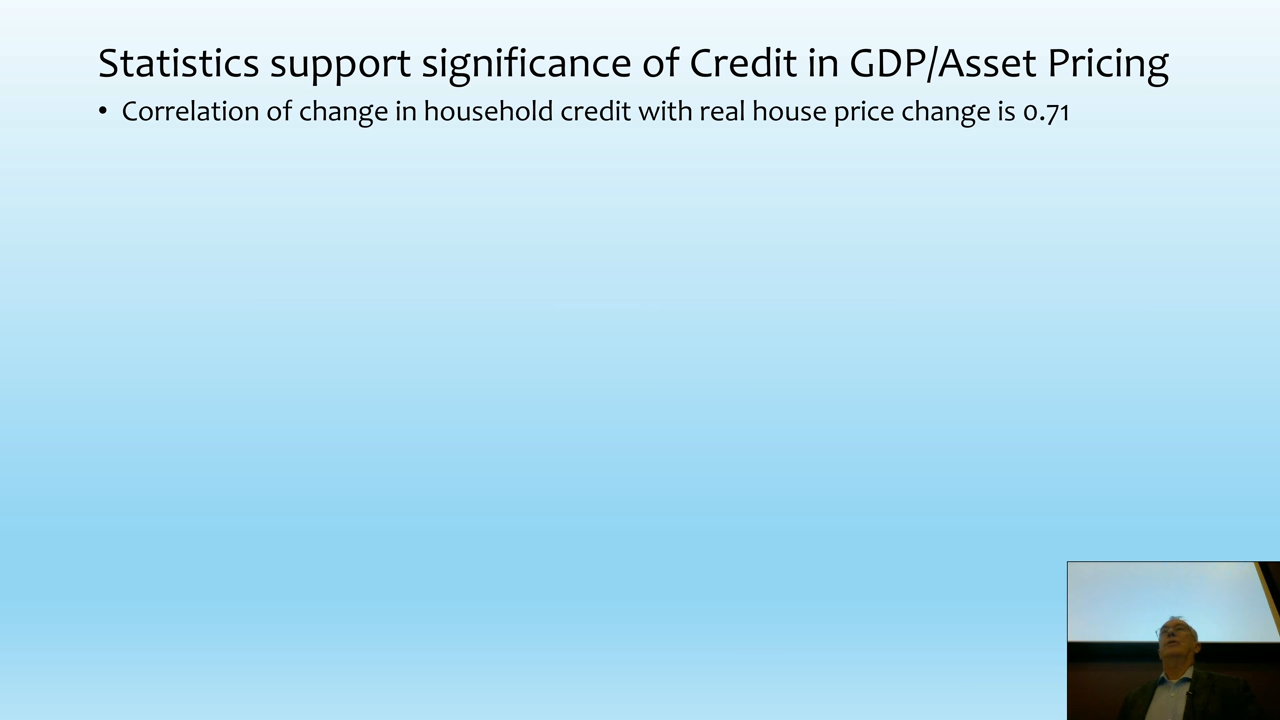 Statistics support significance of Credit in GDP/Asset Pricing
• Correlation of change in household credit with real house price change is 0.71